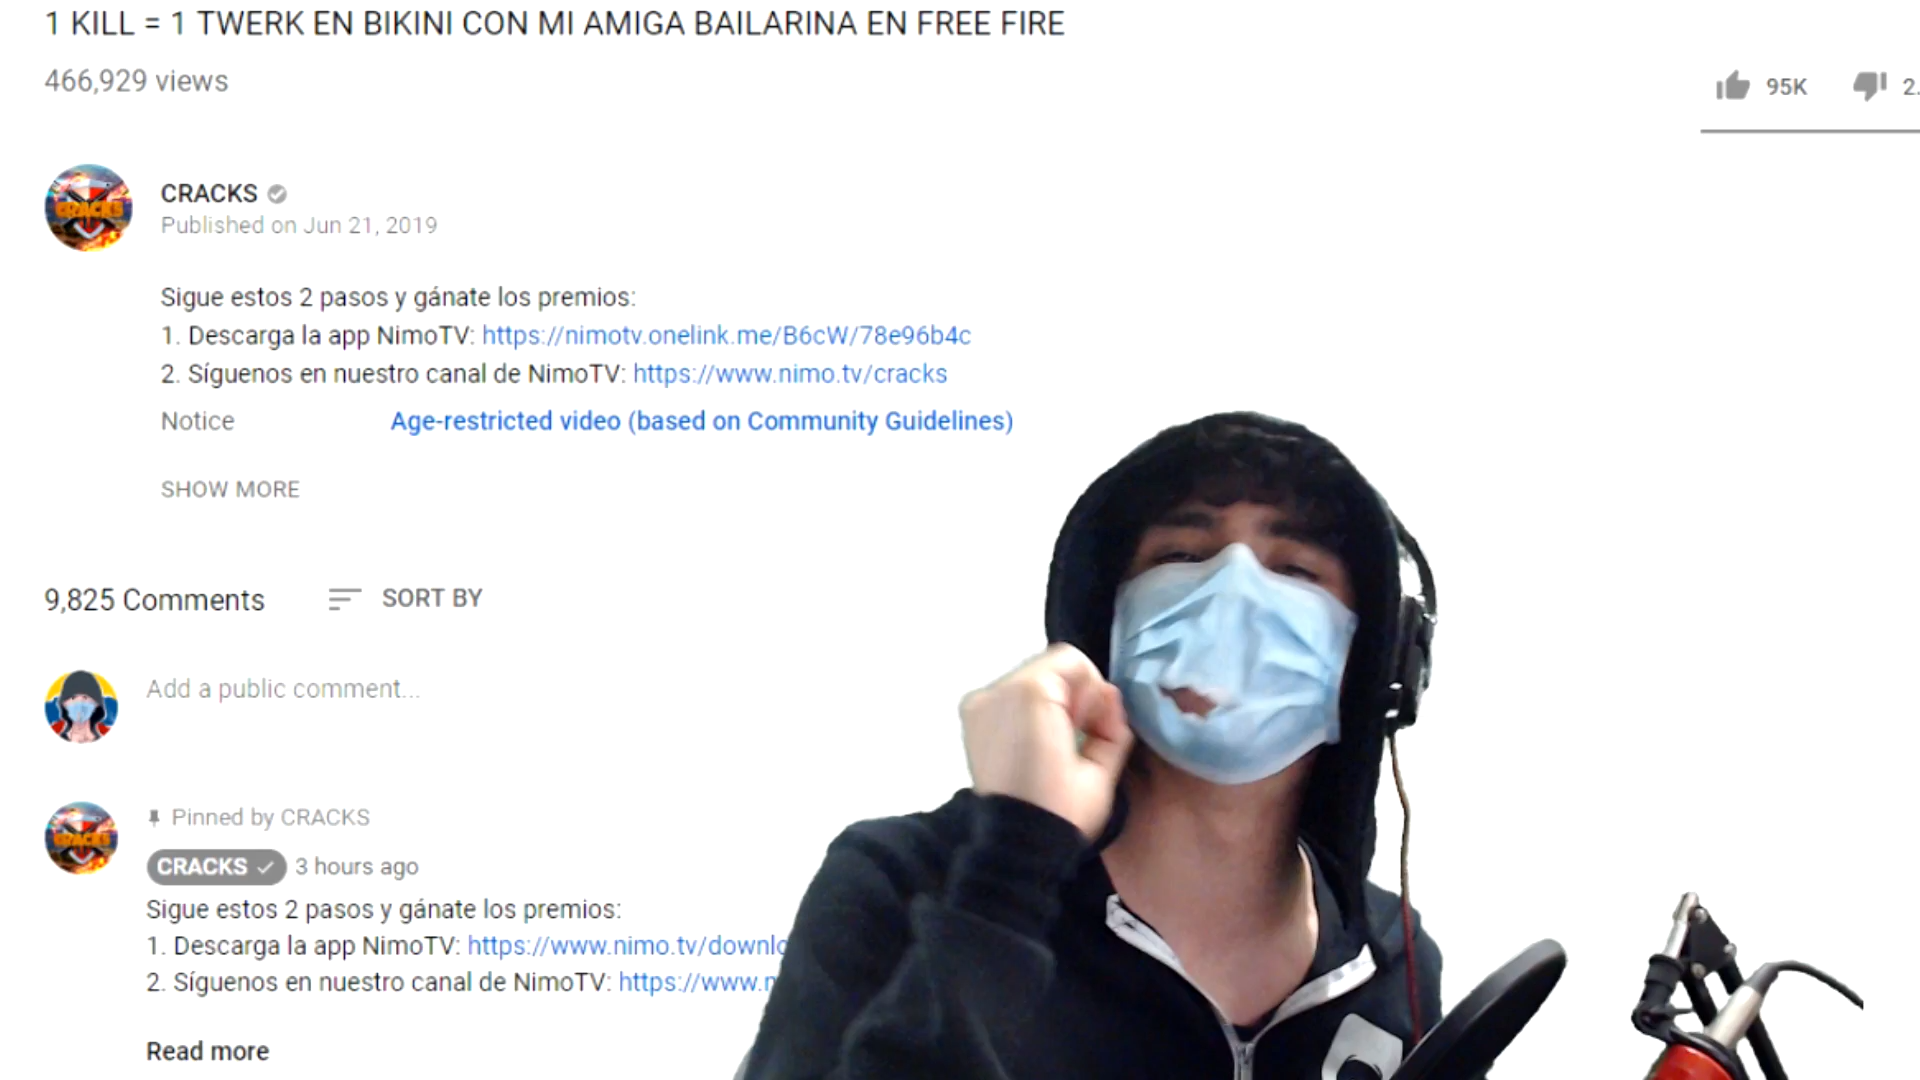 1 KILL = 1 TWERK EN BIKINI CON MI AMIGA BAILARINA EN FREE FIRE
466,929 views
95K
2.
CRACKS
Published on Jun 21, 2019
Sigue estos 2 pasos y gánate los premios:
1. Descarga la app NimoTV: https://nimotv.onelink.me/B6cW/78e96b4c
2. Síguenos en nuestro canal de NimoTV: https://www.nimo.tv/cracks
Notice Age-restricted video (based on Community Guidelines)
SHOW MORE
9,825 Comments SORT BY
Add a public comment...
Pinned by CRACKS
CRACKS 3 hours ago
Sigue estos 2 pasos y gánate los premios:
1. Descarga la app NimoTV: https://www.nimo.tv/downlo
2. Síguenos en nuestro canal de NimoTV: https://www.n
Read more